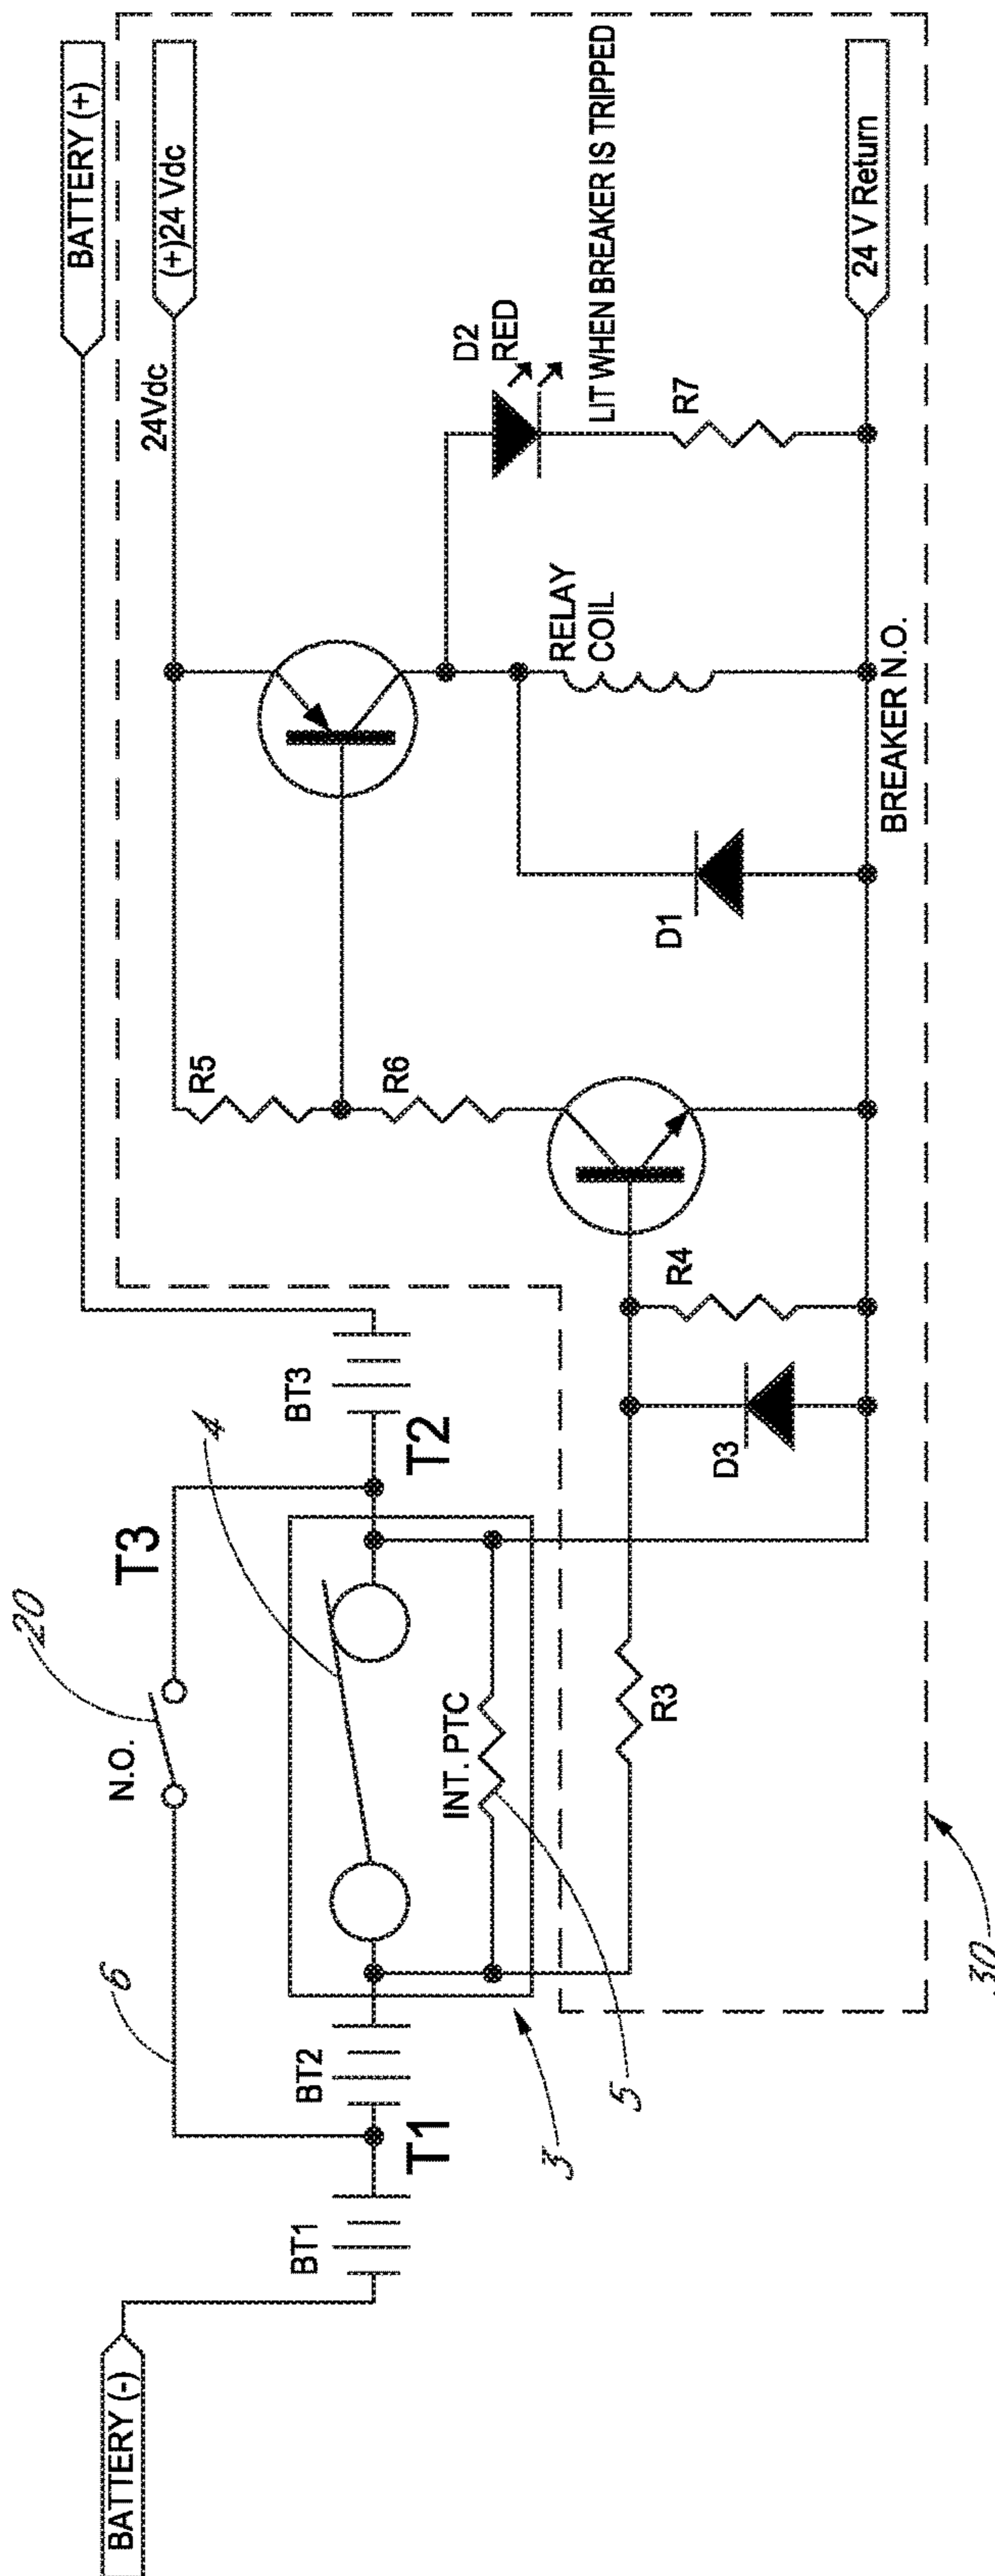 BATTERY (+)
(+)24 Vdc
24Vdc
D2
RED
LIT WHEN BREAKER IS TRIPPED
R7
24 V Return
RELAY
COIL
BREAKER N.O.
D1
R5
R6
R4
D3
BT3
T2
T3
4
20
N.O.
INT. PTC
R3
6
BT2
T1
5
3
30
BT1
BATTERY (-)